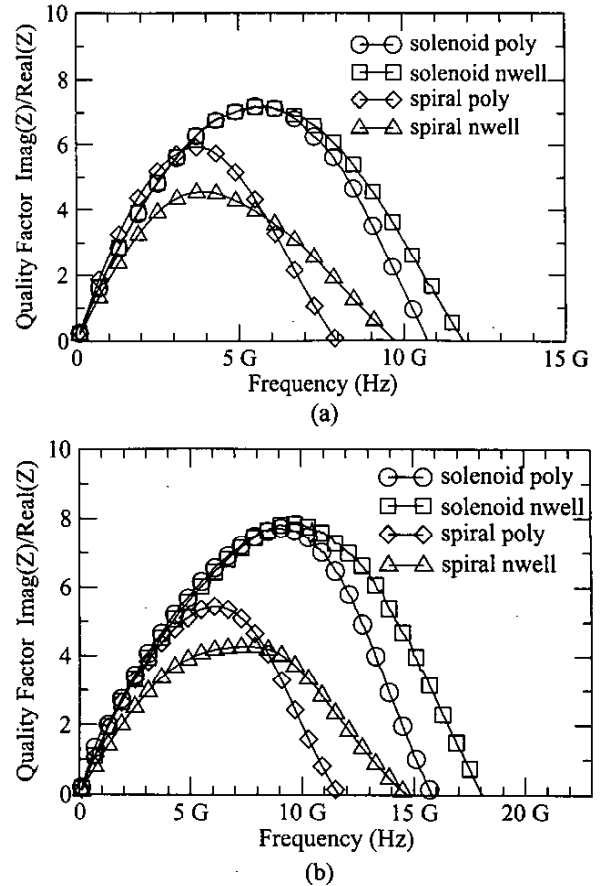 10
8
6
4
2
0
Quality Factor Imag(Z)/Real(Z)
solenoid poly
solenoid nwell
spiral poly
spiral nwell
0
5 G
10 G
15 G
Frequency (Hz)
(a)
10
8
6
4
2
0
Quality Factor Imag(Z)/Real(Z)
solenoid poly
solenoid nwell
spiral poly
spiral nwell
0
5 G
10 G
15 G
20 G
Frequency (Hz)
(b)